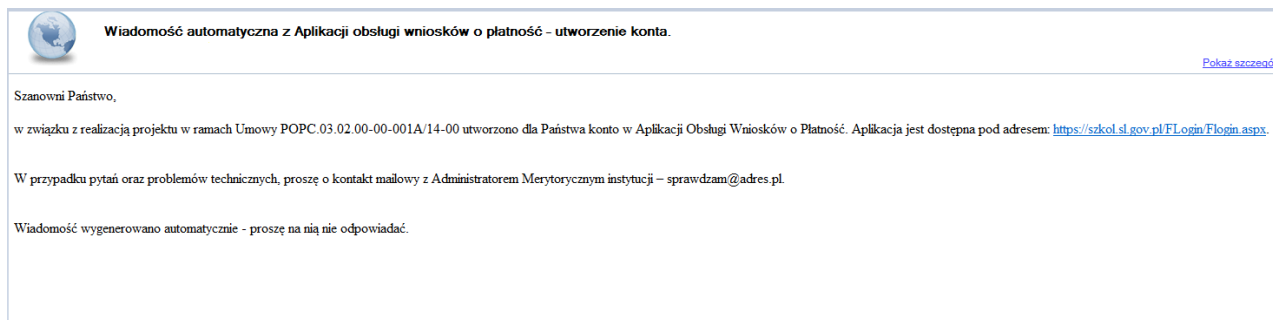 Wiadomość automatyczna z Aplikacji obsługi wniosków o płatność - utworzenie konta.
Pokaż szczegó
Szanowni Państwo,
w związku z realizacją projektu w ramach Umowy POPC.03.02.00-00-001A/14-00 utworzono dla Państwa konto w Aplikacji Obsługi Wniosków o Płatność. Aplikacja jest dostępna pod adresem: https://szkol.sl.gov.pl/FLogin/Flogin.aspx.
W przypadku pytań oraz problemów technicznych, proszę o kontakt mailowy z Administratorem Merytorycznym instytucji – sprawdzam@adres.pl.
Wiadomość wygenerowano automatycznie - proszę na nią nie odpowiadać.